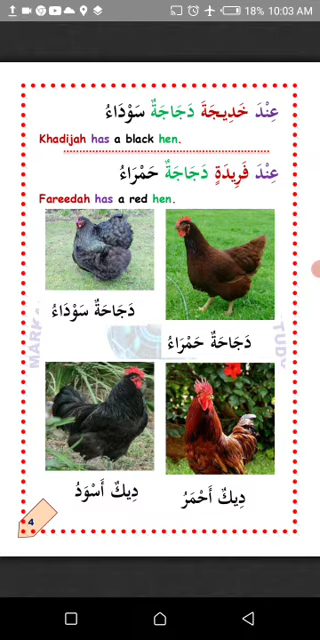 18% 10:03 AM
عِنْدَ خَدِيجَةَ دَجَاجَةٌ سَوْدَاءُ
Khadijah has a black hen.
عِنْدَ فَرِيدَةٍ دَجَاجَةٌ حَمْرَاءُ
Fareedah has a red hen.
دَجَاجَةٌ سَوْدَاءُ
دَجَاجَةٌ حَمْرَاءُ
دِيكٌ أَسْوَدُ
دِيكٌ أَحْمَرُ
4